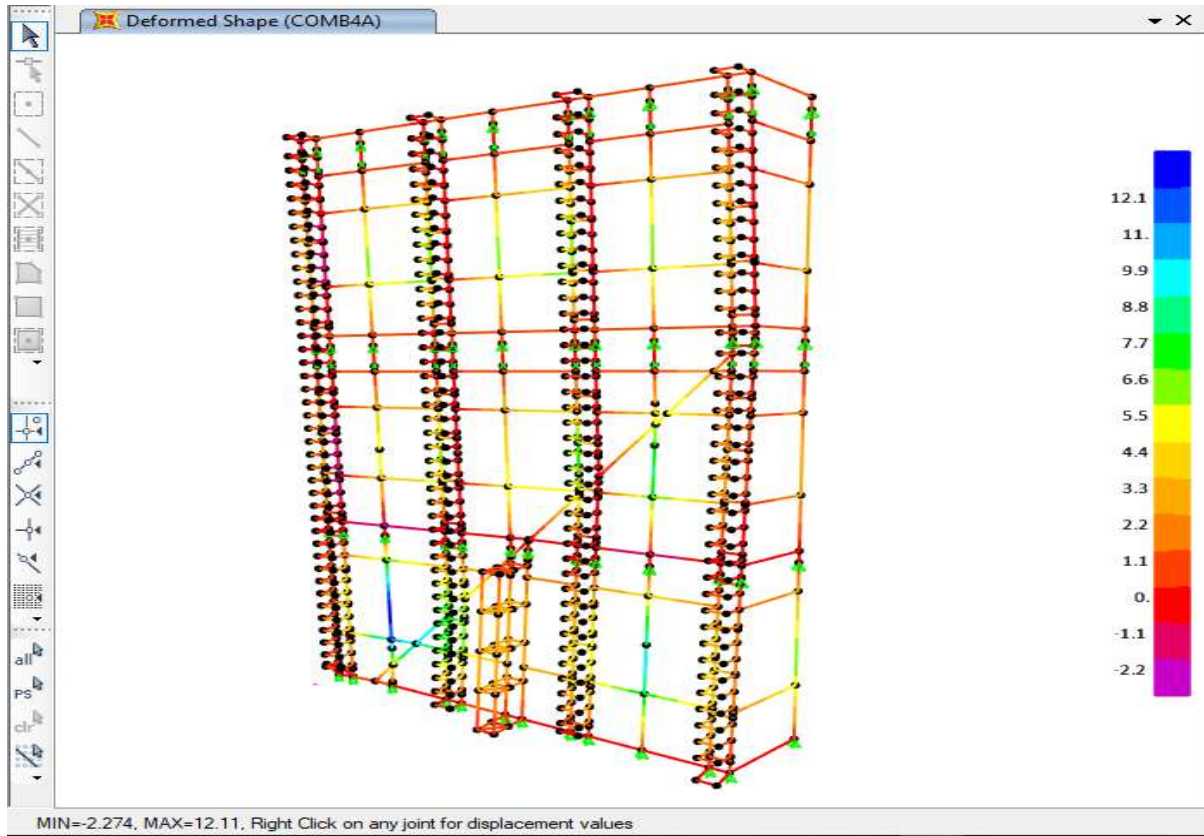 Deformed Shape (COMB4A)
12.1
11.
9.9
8.8
7.7
6.6
5.5
4.4
3.3
2.2
1.1
0.
-1.1
-2.2
all
PS
clr
MIN=-2.274, MAX=12.11, Right Click on any joint for displacement values